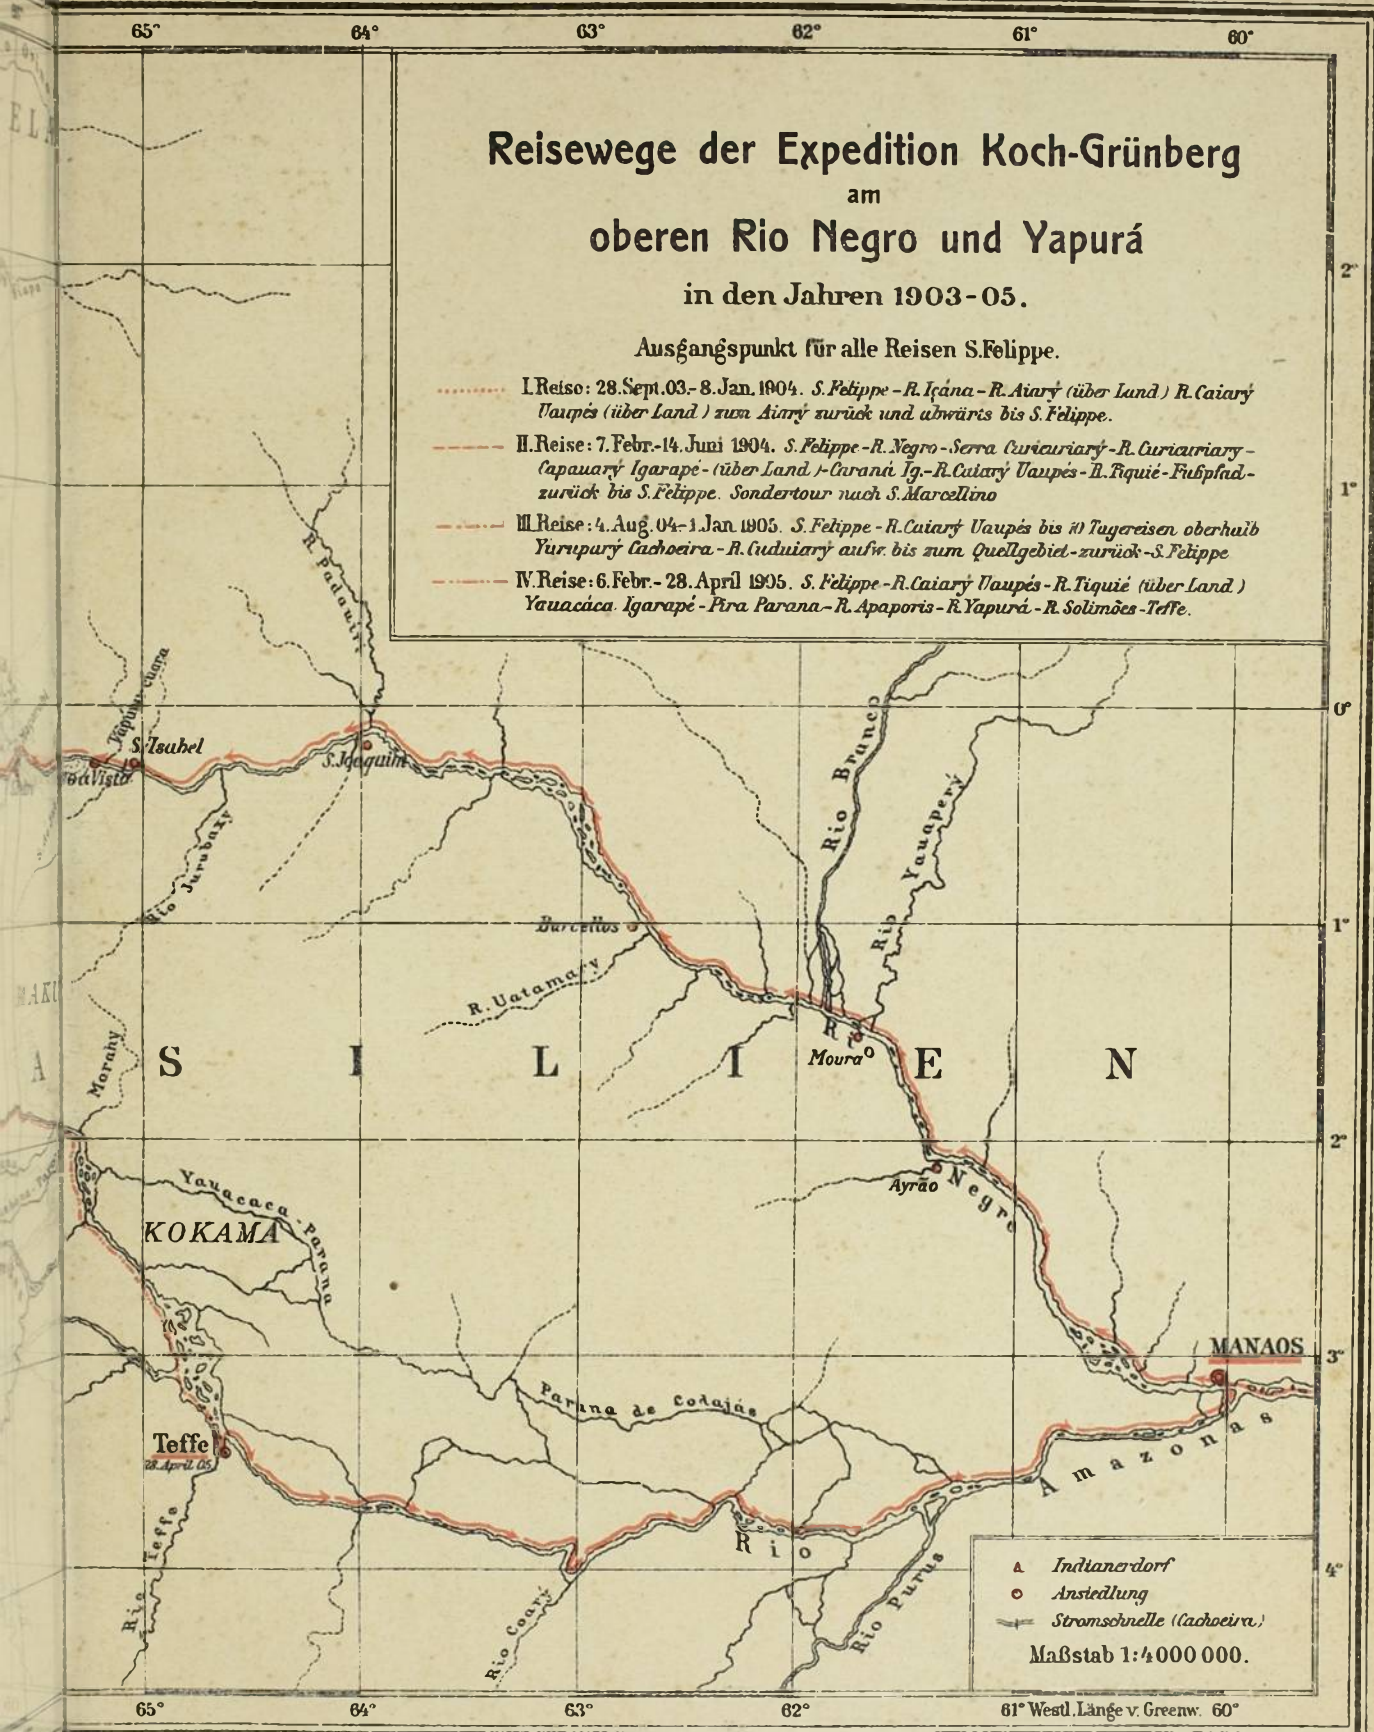 65° 64° 63° 62° 61° 60°
Reisewege der Expedition Koch-Grünberg
am
oberen Rio Negro und Yapurá
in den Jahren 1903-05.
Ausgangspunkt für alle Reisen S.Felippe.
I.Reise: 28.Sept.03.-8.Jan.1904. S.Felippe-R.Içána-R.Aiarý (über Land) R.Caiarý
Uaupés (über Land) zum Aiarý zurück und abwärts bis S.Felippe.
II.Reise: 7.Febr.-14.Juni 1904. S.Felippe-R.Negro-Serra Curicuriarý-R.Curicuriary-
Capauarý Igarapé-(über Land)-Caraná Ig.-R.Caiarý Uaupés-R.Tiquié-Fußpfad-
zurück bis S.Felippe. Sondertour nach S.Marcellino
III.Reise: 4.Aug.04-1.Jan.1905. S.Felippe-R.Caiarý Uaupés bis 10 Tagereisen oberhalb
Yuruparý Cachoeira-R.Cuduiarý aufw. bis zum Quellgebiet-zurück-S.Felippe
IV.Reise: 6.Febr.-28.April 1905. S.Felippe-R.Caiarý Uaupés-R.Tiquié (über Land)
Yauacáca Igarapé-Pira Parana-R.Apaporis-R.Yapurá-R.Solimões-Teffe.
2°
1°
0°
1°
2°
3°
4°
R. Padauiry
S.Isabel
S.Joaquim
Rio Jurubaxy
Rio Branco
Rio Yauaperý
Barcellos
R.Uatamary
Moura
Morahy
A S I L I E N
Ayrão
Negro
Yauacaca-Parana
KOKAMA
MANAOS
Parana de Codajás
Teffe
28.April 05.
Rio Teffe
Rio Amazonas
Rio Coarý
Rio Purus
Indianerdorf
Ansiedlung
Stromschnelle (Cachoeira)
Maßstab 1:4000000.
65° 64° 63° 62° 61° Westl.Länge v. Greenw. 60°